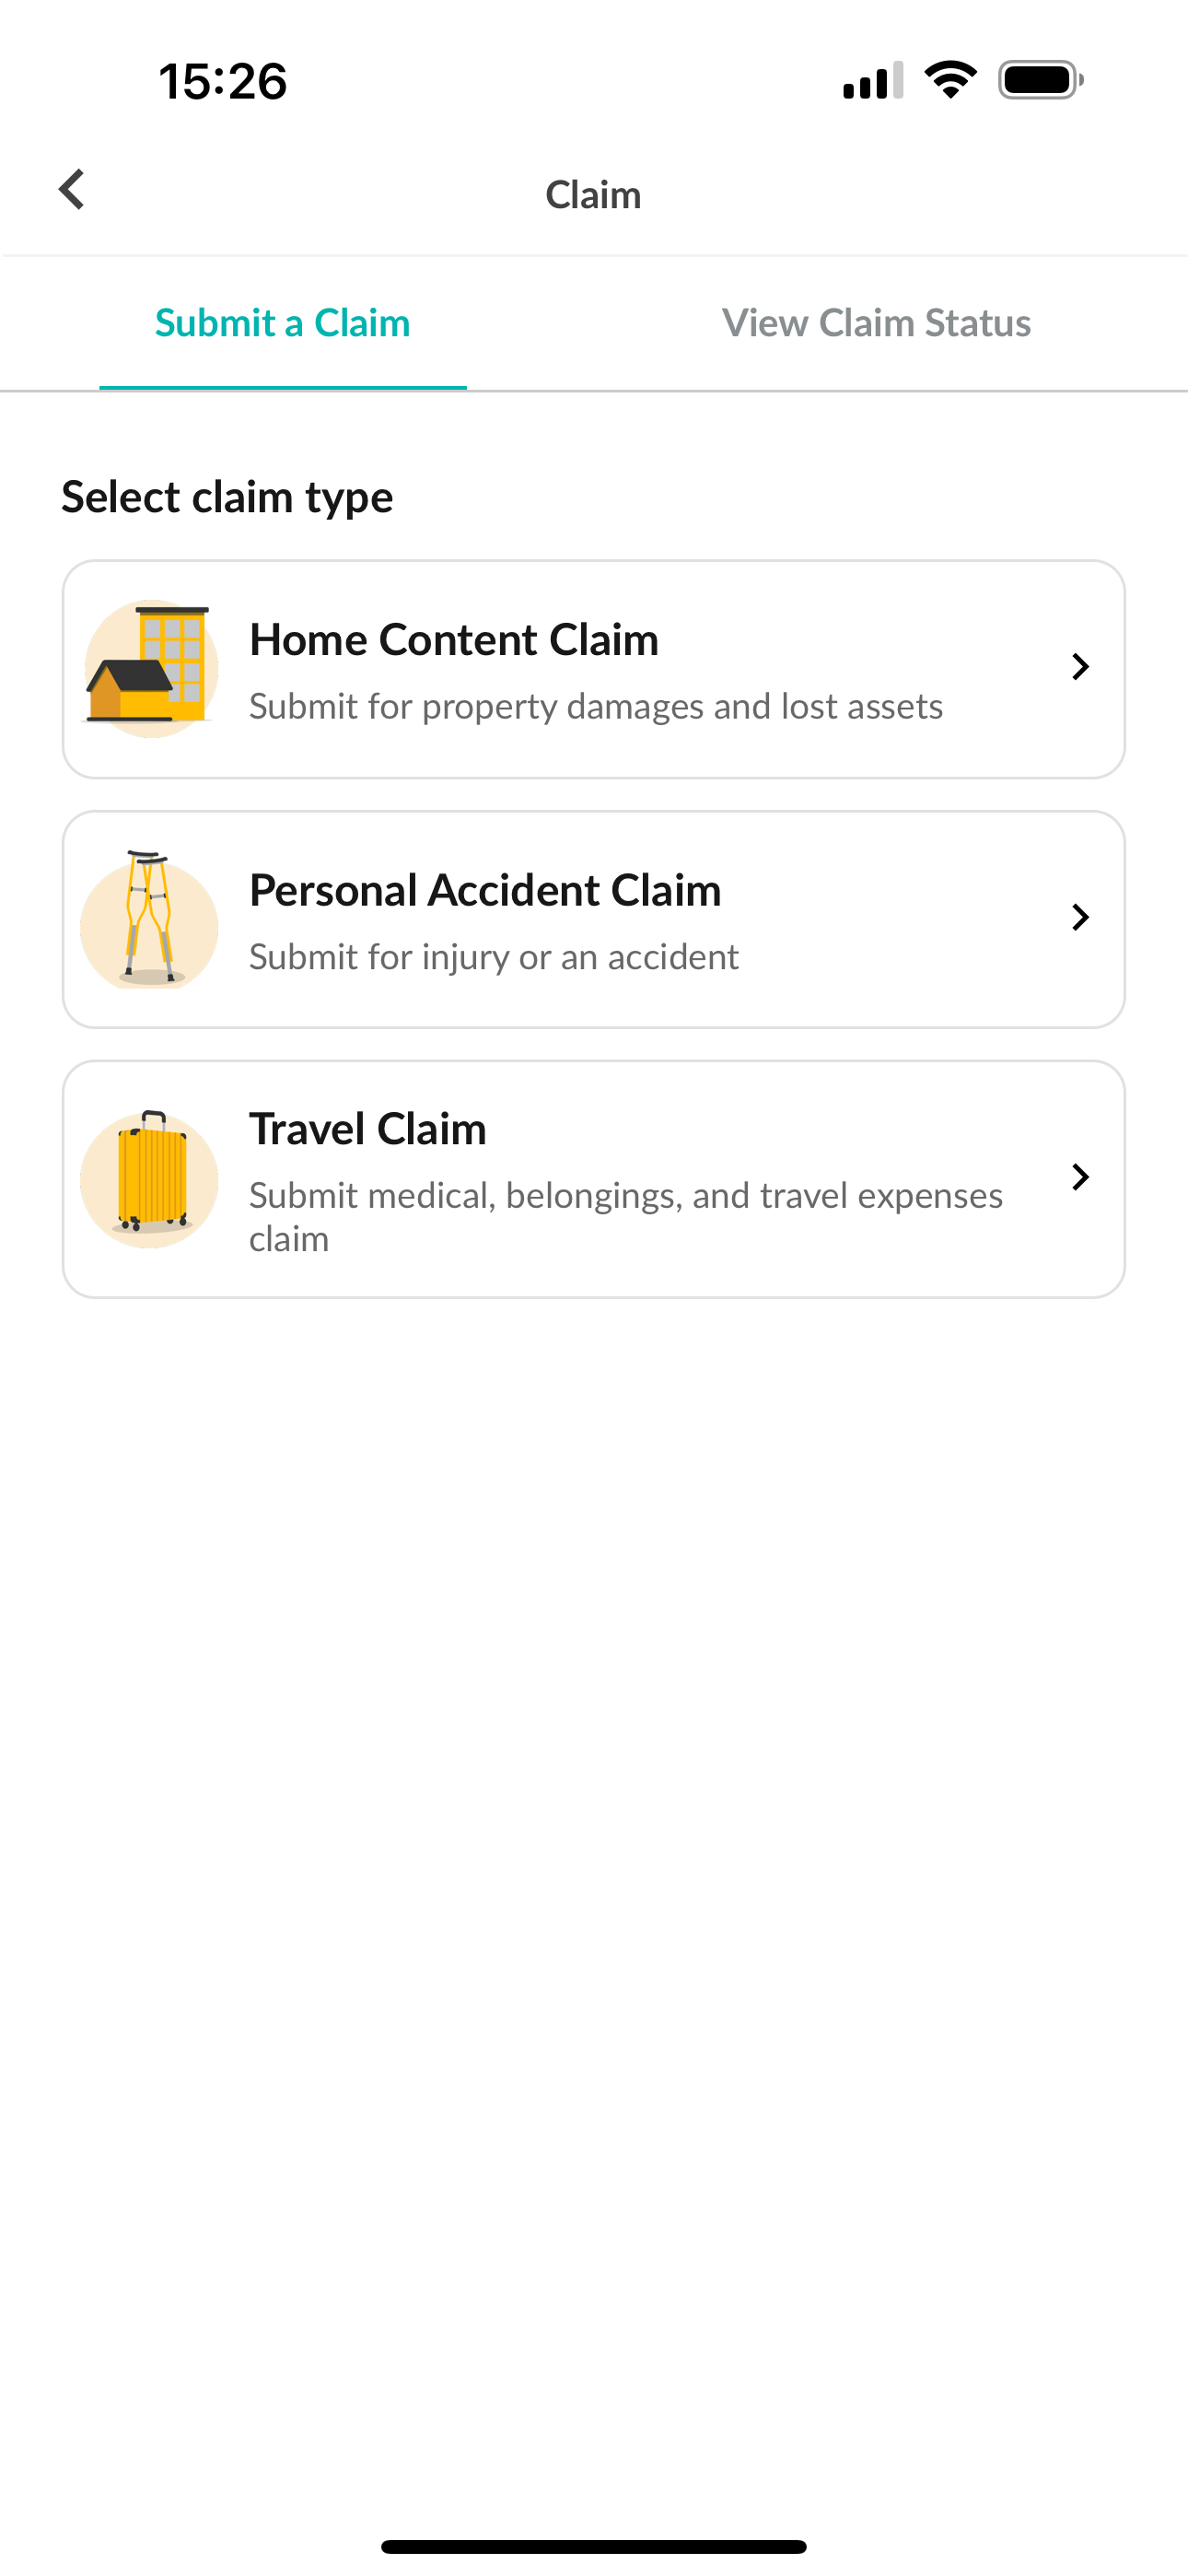 15:26
Claim
Submit a Claim
View Claim Status
Select claim type
Home Content Claim
Submit for property damages and lost assets
Personal Accident Claim
Submit for injury or an accident
Travel Claim
Submit medical, belongings, and travel expenses
claim